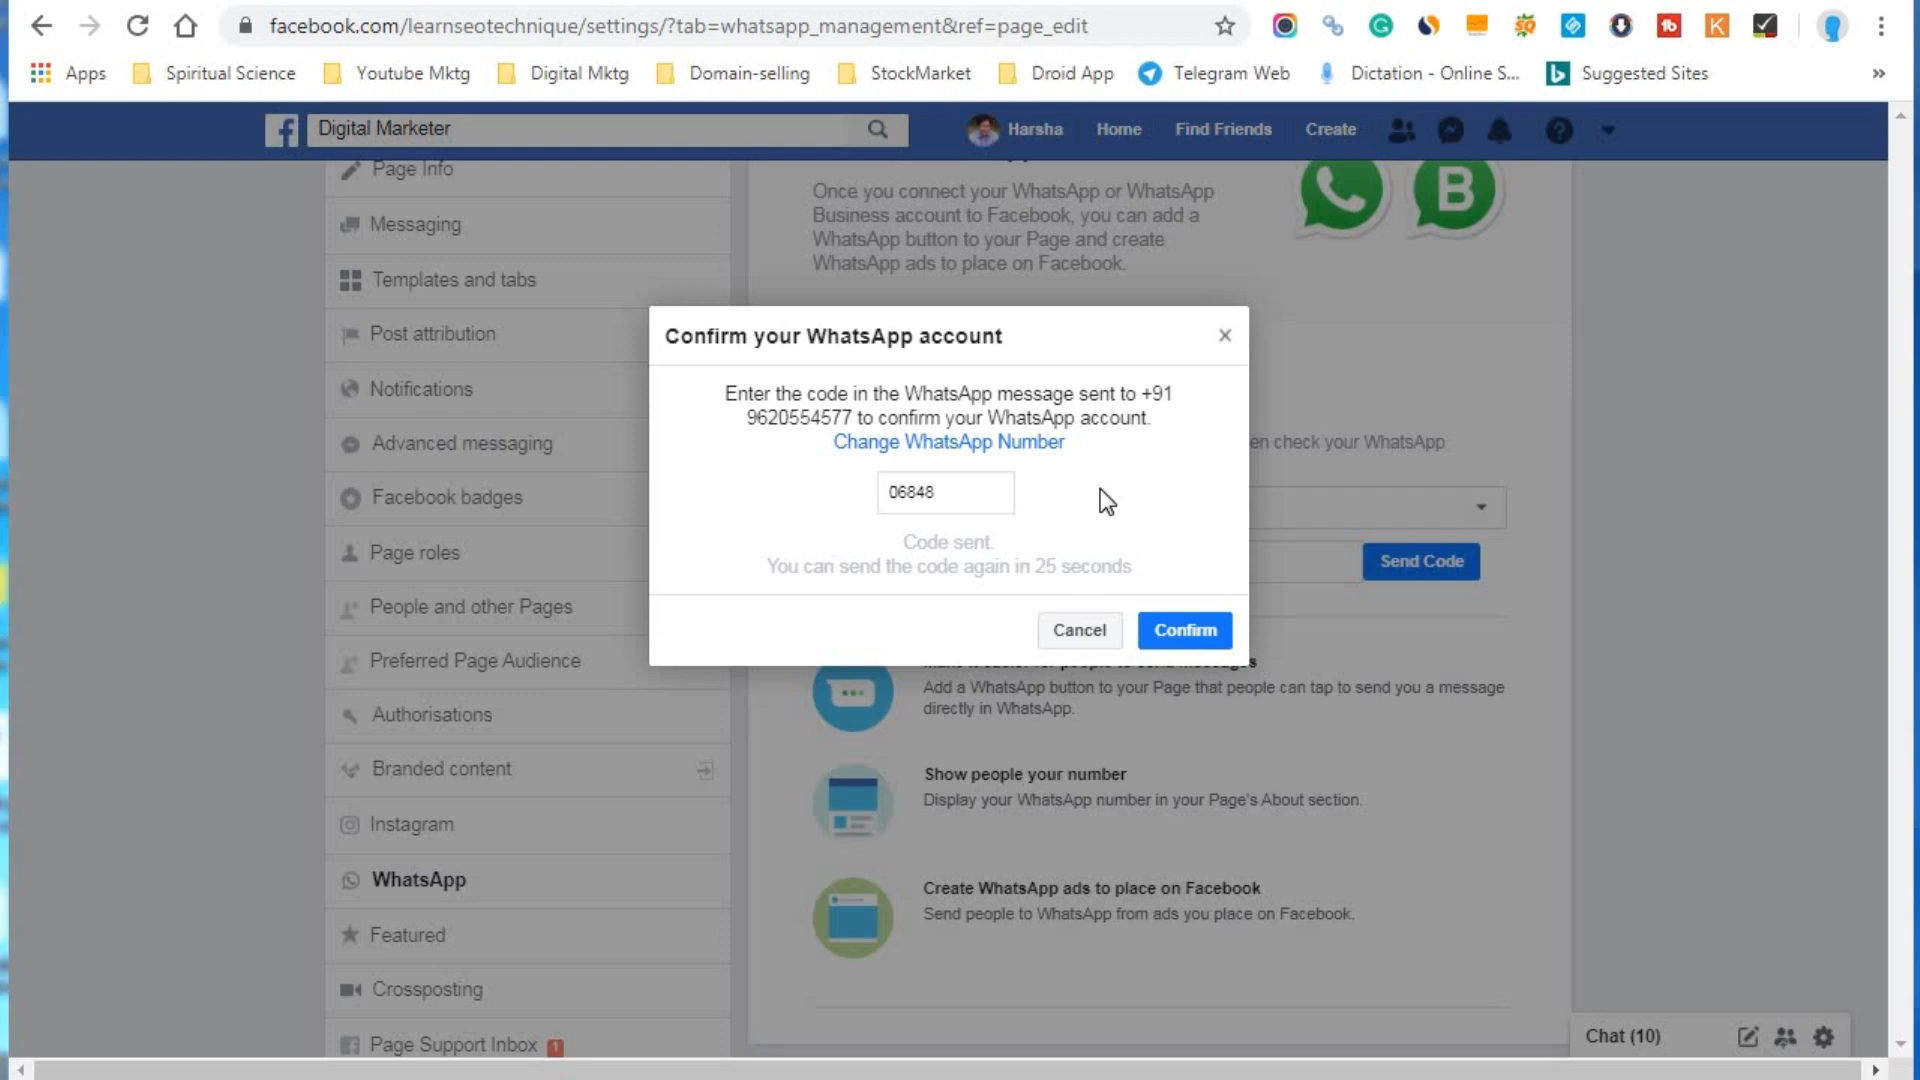 facebook.com/learnseotechnique/settings/?tab=whatsapp_management&ref=page_edit
Apps Spiritual Science Youtube Mktg Digital Mktg Domain-selling StockMarket Droid App Telegram Web Dictation - Online S... Suggested Sites »
Digital Marketer
Harsha Home Find Friends Create
Page Info
Messaging
Templates and tabs
Post attribution
Notifications
Advanced messaging
Facebook badges
Page roles
People and other Pages
Preferred Page Audience
Authorisations
Branded content
Instagram
WhatsApp
Featured
Crossposting
Page Support Inbox 1
Once you connect your WhatsApp or WhatsApp
Business account to Facebook, you can add a
WhatsApp button to your Page and create
WhatsApp ads to place on Facebook.
Confirm your WhatsApp account
Enter the code in the WhatsApp message sent to +91
9620554577 to confirm your WhatsApp account.
Change WhatsApp Number
06848
Code sent.
You can send the code again in 25 seconds
Cancel Confirm
check your WhatsApp
Send Code
Add a WhatsApp button to your Page that people can tap to send you a message
directly in WhatsApp.
Show people your number
Display your WhatsApp number in your Page's About section.
Create WhatsApp ads to place on Facebook
Send people to WhatsApp from ads you place on Facebook.
Chat (10)